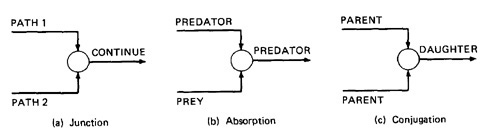 PATH 1
CONTINUE
PATH 2
(a) Junction
PREDATOR
PREDATOR
PREY
(b) Absorption
PARENT
DAUGHTER
PARENT
(c) Conjugation